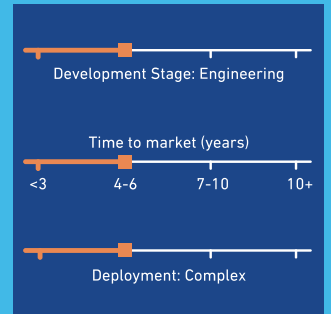 Development Stage: Engineering
Time to market (years)
<3 4-6 7-10 10+
Deployment: Complex